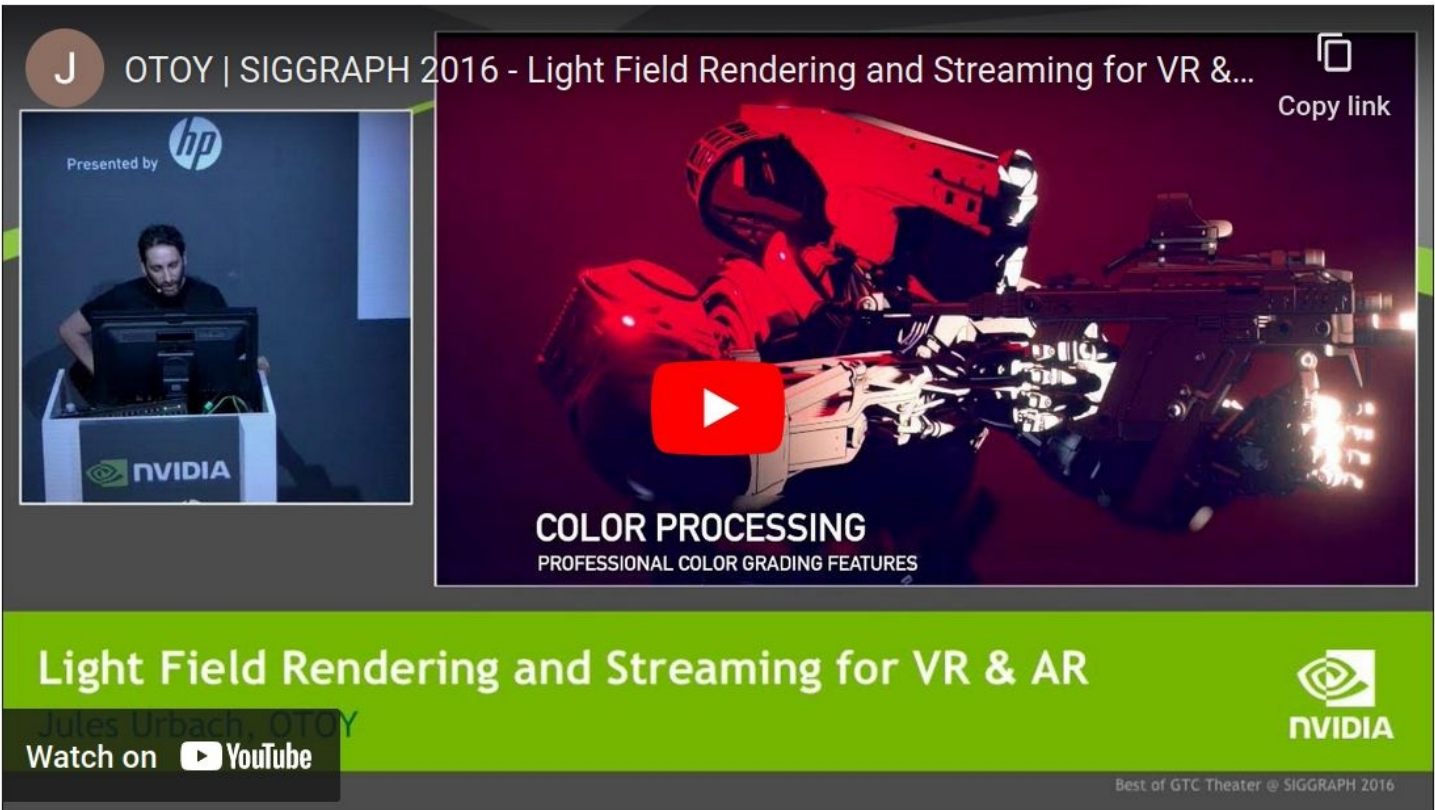 J
OTOY | SIGGRAPH 2016 - Light Field Rendering and Streaming for VR &...
Copy link
Presented by hp
NVIDIA
COLOR PROCESSING
PROFESSIONAL COLOR GRADING FEATURES
Light Field Rendering and Streaming for VR & AR
Jules Urbach, OTOY
NVIDIA
Watch on YouTube
Best of GTC Theater @ SIGGRAPH 2016